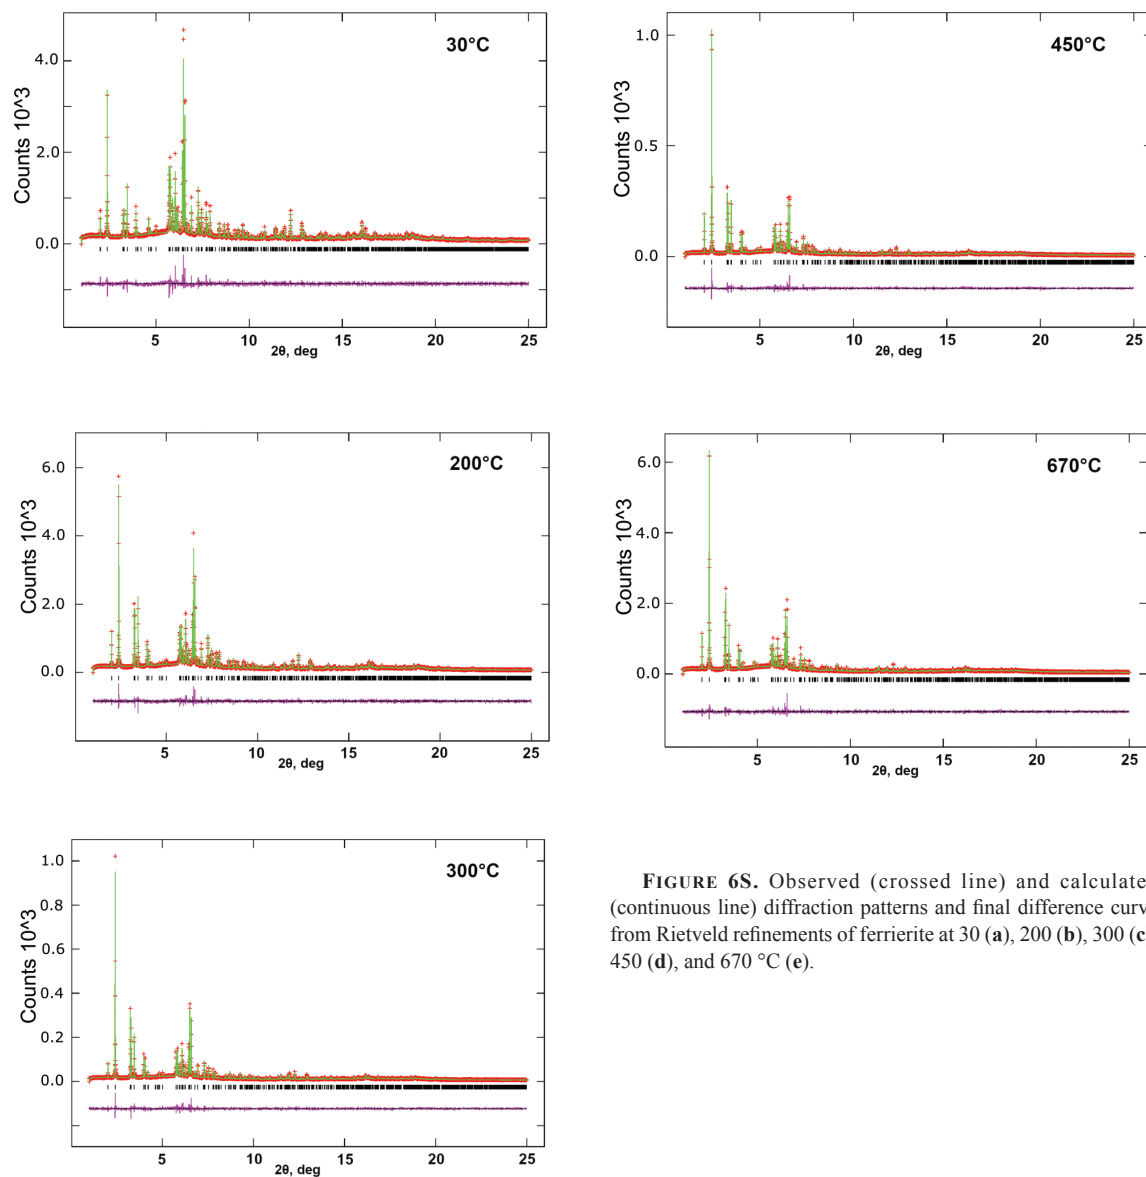 30°C
4.0
2.0
0.0
Counts 10^3
5
10
15
20
25
2θ, deg
450°C
1.0
0.5
0.0
Counts 10^3
5
10
15
20
25
2θ, deg
200°C
6.0
4.0
2.0
0.0
Counts 10^3
5
10
15
20
25
2θ, deg
670°C
6.0
4.0
2.0
0.0
Counts 10^3
5
10
15
20
25
2θ, deg
300°C
1.0
0.8
0.6
0.4
0.2
0.0
Counts 10^3
5
10
15
20
25
2θ, deg
FIGURE 6S. Observed (crossed line) and calculate
(continuous line) diffraction patterns and final difference curv
from Rietveld refinements of ferrierite at 30 (a), 200 (b), 300 (c
450 (d), and 670 °C (e).